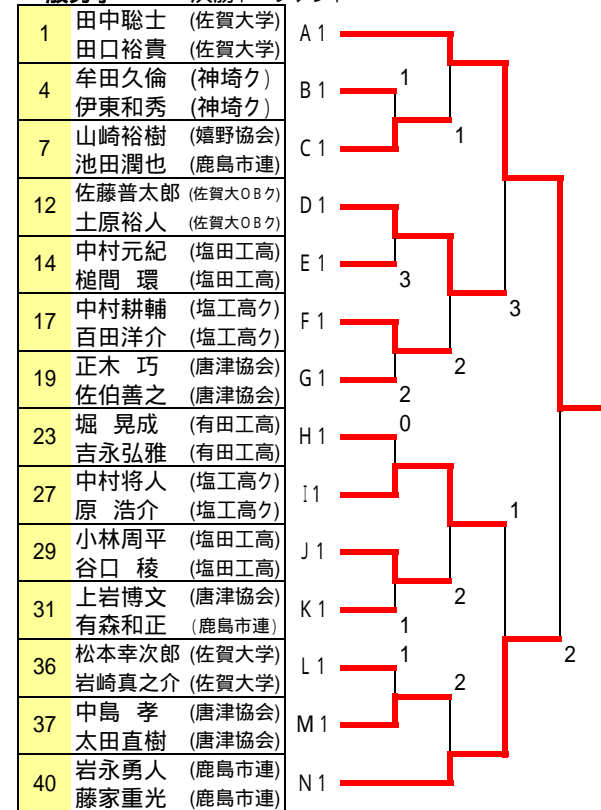 1 田中聡士 (佐賀大学) A1
田口裕貴 (佐賀大学)
4 牟田久倫 (神埼ク) B1 1
伊東和秀 (神埼ク)
7 山崎裕樹 (嬉野協会) C1 1
池田潤也 (鹿島市連)
12 佐藤普太郎 (佐賀大OBク) D1
土原裕人 (佐賀大OBク)
14 中村元紀 (塩田工高) E1 3
槌間 環 (塩田工高)
17 中村耕輔 (塩工高ク) F1 3
百田洋介 (塩工高ク)
19 正木 巧 (唐津協会) G1 2 2
佐伯善之 (唐津協会)
23 堀 晃成 (有田工高) H1 0
吉永弘雅 (有田工高)
27 中村将人 (塩工高ク) I1 1
原 浩介 (塩工高ク)
29 小林周平 (塩田工高) J1
谷口 稜 (塩田工高)
31 上岩博文 (唐津協会) K1 1 2
有森和正 (鹿島市連)
36 松本幸次郎 (佐賀大学) L1 1 2 2
岩崎真之介 (佐賀大学)
37 中島 孝 (唐津協会) M1
太田直樹 (唐津協会)
40 岩永勇人 (鹿島市連) N1
藤家重光 (鹿島市連)